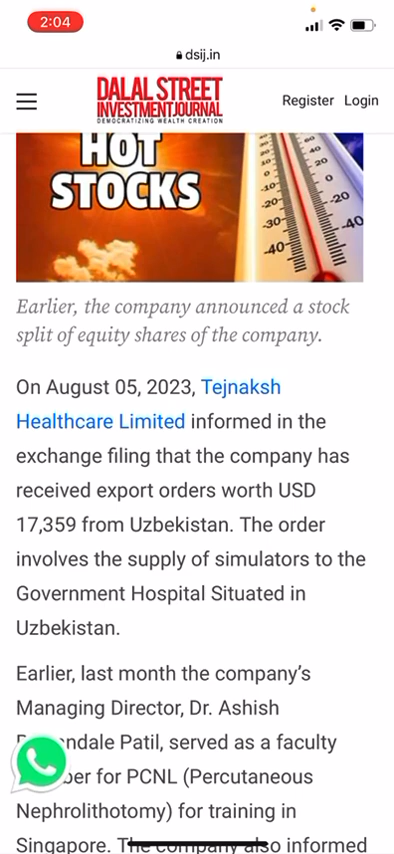 2:04
dsij.in
DALAL STREET
INVESTMENT JOURNAL
DEMOCRATIZING WEALTH CREATION
Register Login
HOT
STOCKS
Earlier, the company announced a stock
split of equity shares of the company.
On August 05, 2023, Tejnaksh
Healthcare Limited informed in the
exchange filing that the company has
received export orders worth USD
17,359 from Uzbekistan. The order
involves the supply of simulators to the
Government Hospital Situated in
Uzbekistan.
Earlier, last month the company's
Managing Director, Dr. Ashish
Patil, served as a faculty
for PCNL (Percutaneous
Nephrolithotomy) for training in
Singapore. The company also informed